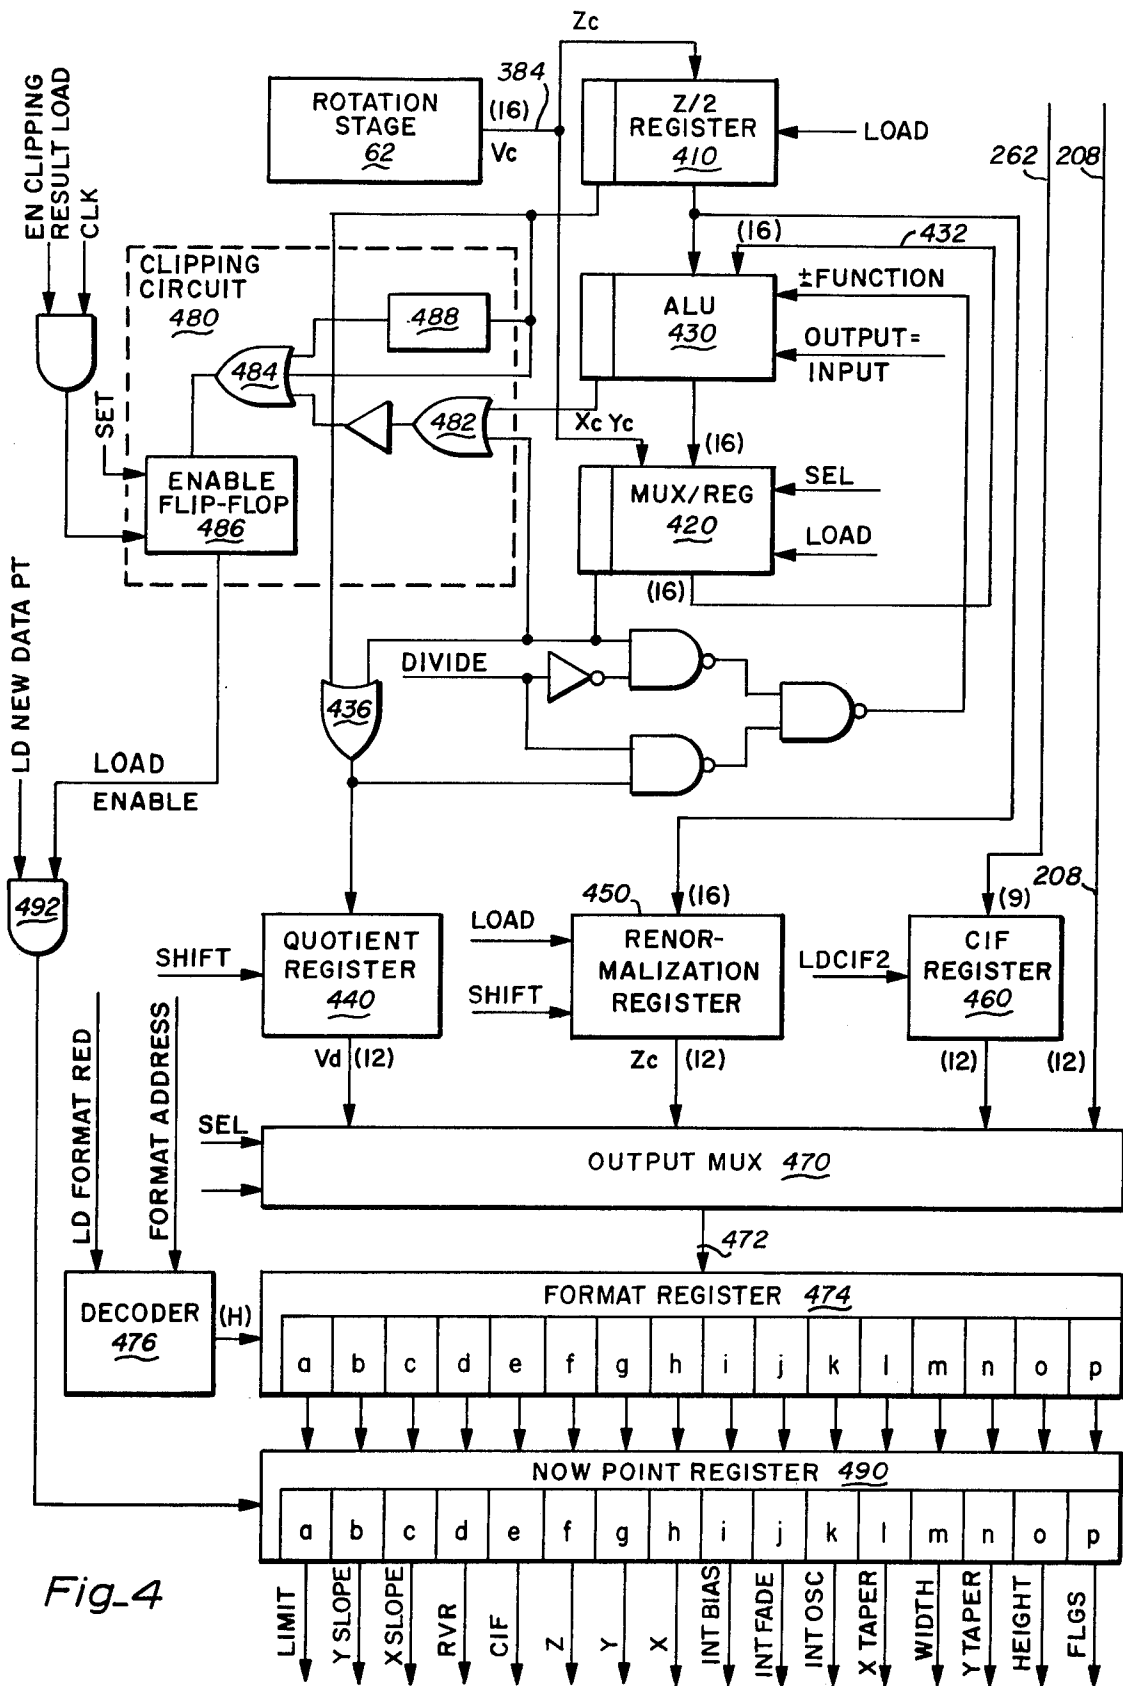 Zc
384
ROTATION
STAGE
62
(16)
Vc
Z/2
REGISTER
410
LOAD
262
208
EN CLIPPING
RESULT LOAD
CLK
(16)
432
CLIPPING
CIRCUIT
480
488
ALU
430
±FUNCTION
OUTPUT=
INPUT
484
482
Xc Yc
(16)
SET
ENABLE
FLIP-FLOP
486
MUX/REG
420
SEL
LOAD
(16)
LD NEW DATA PT
DIVIDE
436
LOAD
ENABLE
492
450
(16)
(9)
208
SHIFT
QUOTIENT
REGISTER
440
LOAD
SHIFT
RENOR-
MALIZATION
REGISTER
LDCIF2
CIF
REGISTER
460
Vd
(12)
Zc
(12)
(12)
(12)
LD FORMAT RED
FORMAT ADDRESS
SEL
OUTPUT MUX 470
472
DECODER
476
(H)
FORMAT REGISTER 474
a b c d e f g h i j k l m n o p
NOW POINT REGISTER 490
a b c d e f g h i j k l m n o p
LIMIT
Y SLOPE
X SLOPE
RVR
CIF
Z
Y
X
INT BIAS
INT FADE
INT OSC
X TAPER
WIDTH
Y TAPER
HEIGHT
FLGS
Fig_4